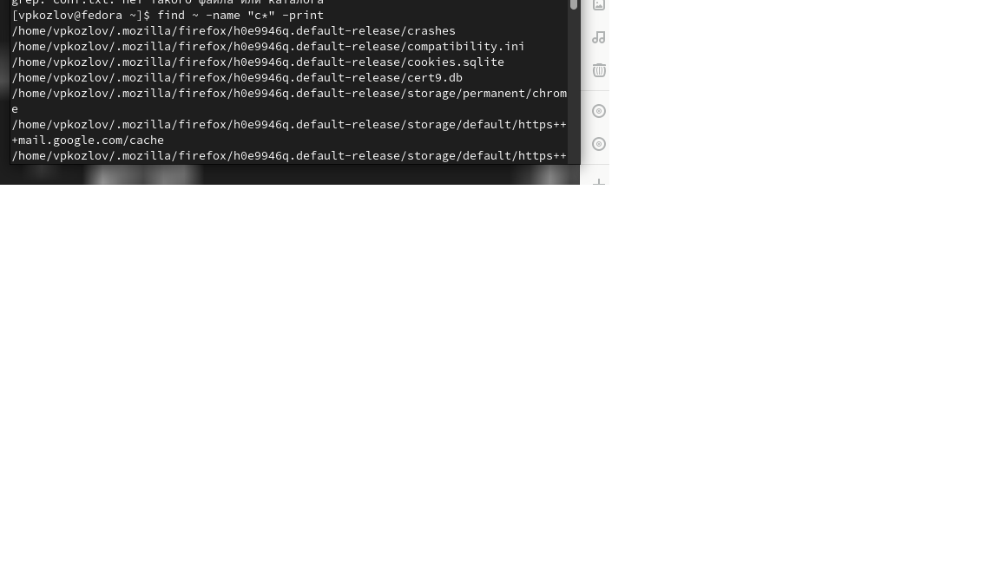 grep: conf.txt: Нет такого файла или каталога
[vpkozlov@fedora ~]$ find ~ -name "c*" -print
/home/vpkozlov/.mozilla/firefox/h0e9946q.default-release/crashes
/home/vpkozlov/.mozilla/firefox/h0e9946q.default-release/compatibility.ini
/home/vpkozlov/.mozilla/firefox/h0e9946q.default-release/cookies.sqlite
/home/vpkozlov/.mozilla/firefox/h0e9946q.default-release/cert9.db
/home/vpkozlov/.mozilla/firefox/h0e9946q.default-release/storage/permanent/chrom
e
/home/vpkozlov/.mozilla/firefox/h0e9946q.default-release/storage/default/https++
+mail.google.com/cache
/home/vpkozlov/.mozilla/firefox/h0e9946q.default-release/storage/default/https++